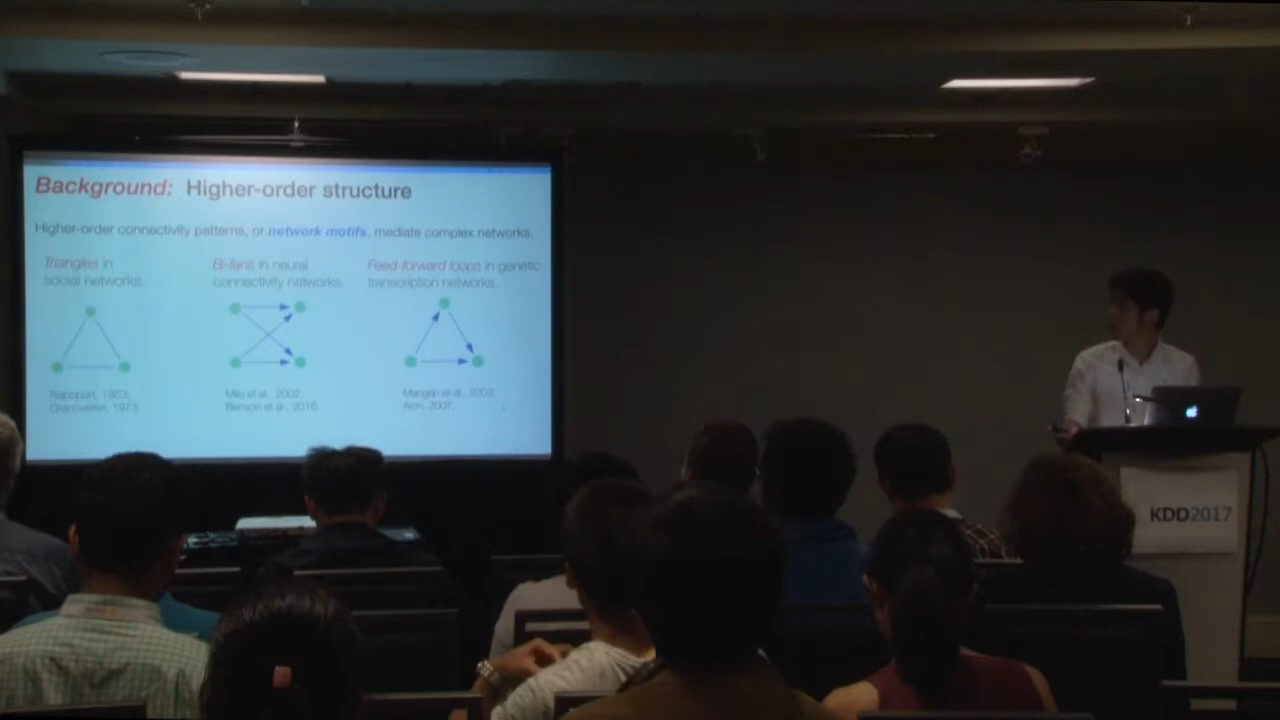 Background: Higher-order structure
Higher-order connectivity patterns, or network motifs, mediate complex networks.
Triangles in
social networks.
Bi-fans in neural
connectivity networks.
Feed-forward loops in genetic
transcription networks.
Rapoport, 1953;
Granovetter, 1973.
Milo et al., 2002;
Benson et al., 2016.
Mangan et al., 2003;
Alon, 2007.
KDD2017